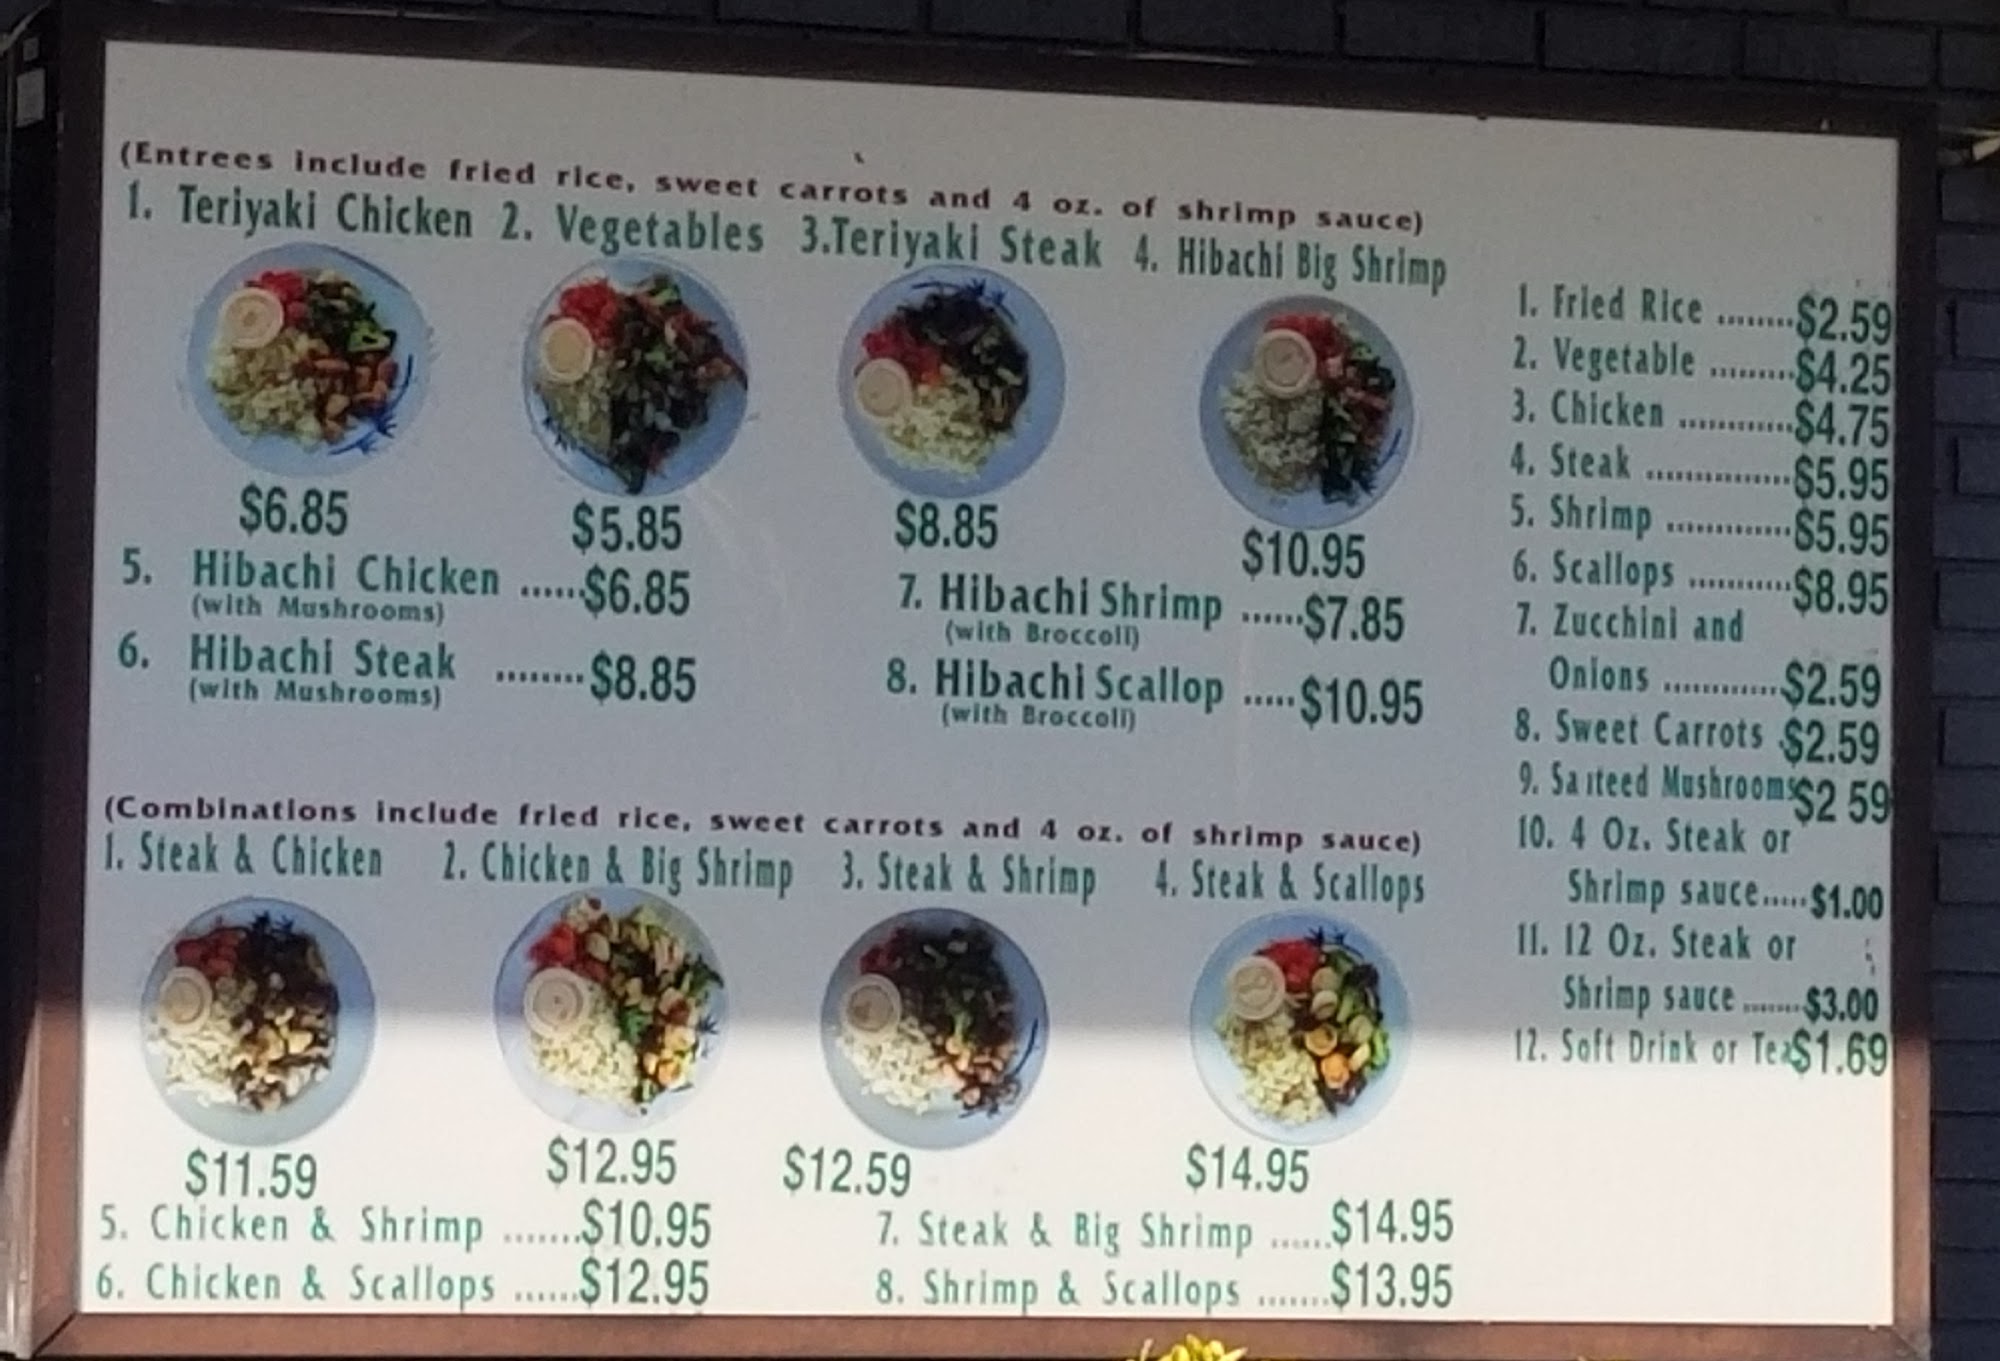 (Entrees include fried rice, sweet carrots and 4 oz. of shrimp sauce)
1. Teriyaki Chicken 2. Vegetables 3.Teriyaki Steak 4. Hibachi Big Shrimp
$6.85 $5.85 $8.85 $10.95
5. Hibachi Chicken ......$6.85
(with Mushrooms)
6. Hibachi Steak ........$8.85
(with Mushrooms)
7. Hibachi Shrimp ......$7.85
(with Broccoli)
8. Hibachi Scallop .....$10.95
(with Broccoli)
(Combinations include fried rice, sweet carrots and 4 oz. of shrimp sauce)
1. Steak & Chicken 2. Chicken & Big Shrimp 3. Steak & Shrimp 4. Steak & Scallops
$11.59 $12.95 $12.59 $14.95
5. Chicken & Shrimp .......$10.95
6. Chicken & Scallops ......$12.95
7. Steak & Big Shrimp ......$14.95
8. Shrimp & Scallops .......$13.95
1. Fried Rice ........$2.59
2. Vegetable .........$4.25
3. Chicken ............$4.75
4. Steak ...............$5.95
5. Shrimp .............$5.95
6. Scallops ...........$8.95
7. Zucchini and
Onions .............$2.59
8. Sweet Carrots $2.59
9. Sa iteed Mushrooms$2 59
10. 4 Oz. Steak or
Shrimp sauce.....$1.00
11. 12 Oz. Steak or
Shrimp sauce .......$3.00
12. Soft Drink or Tea$1.69